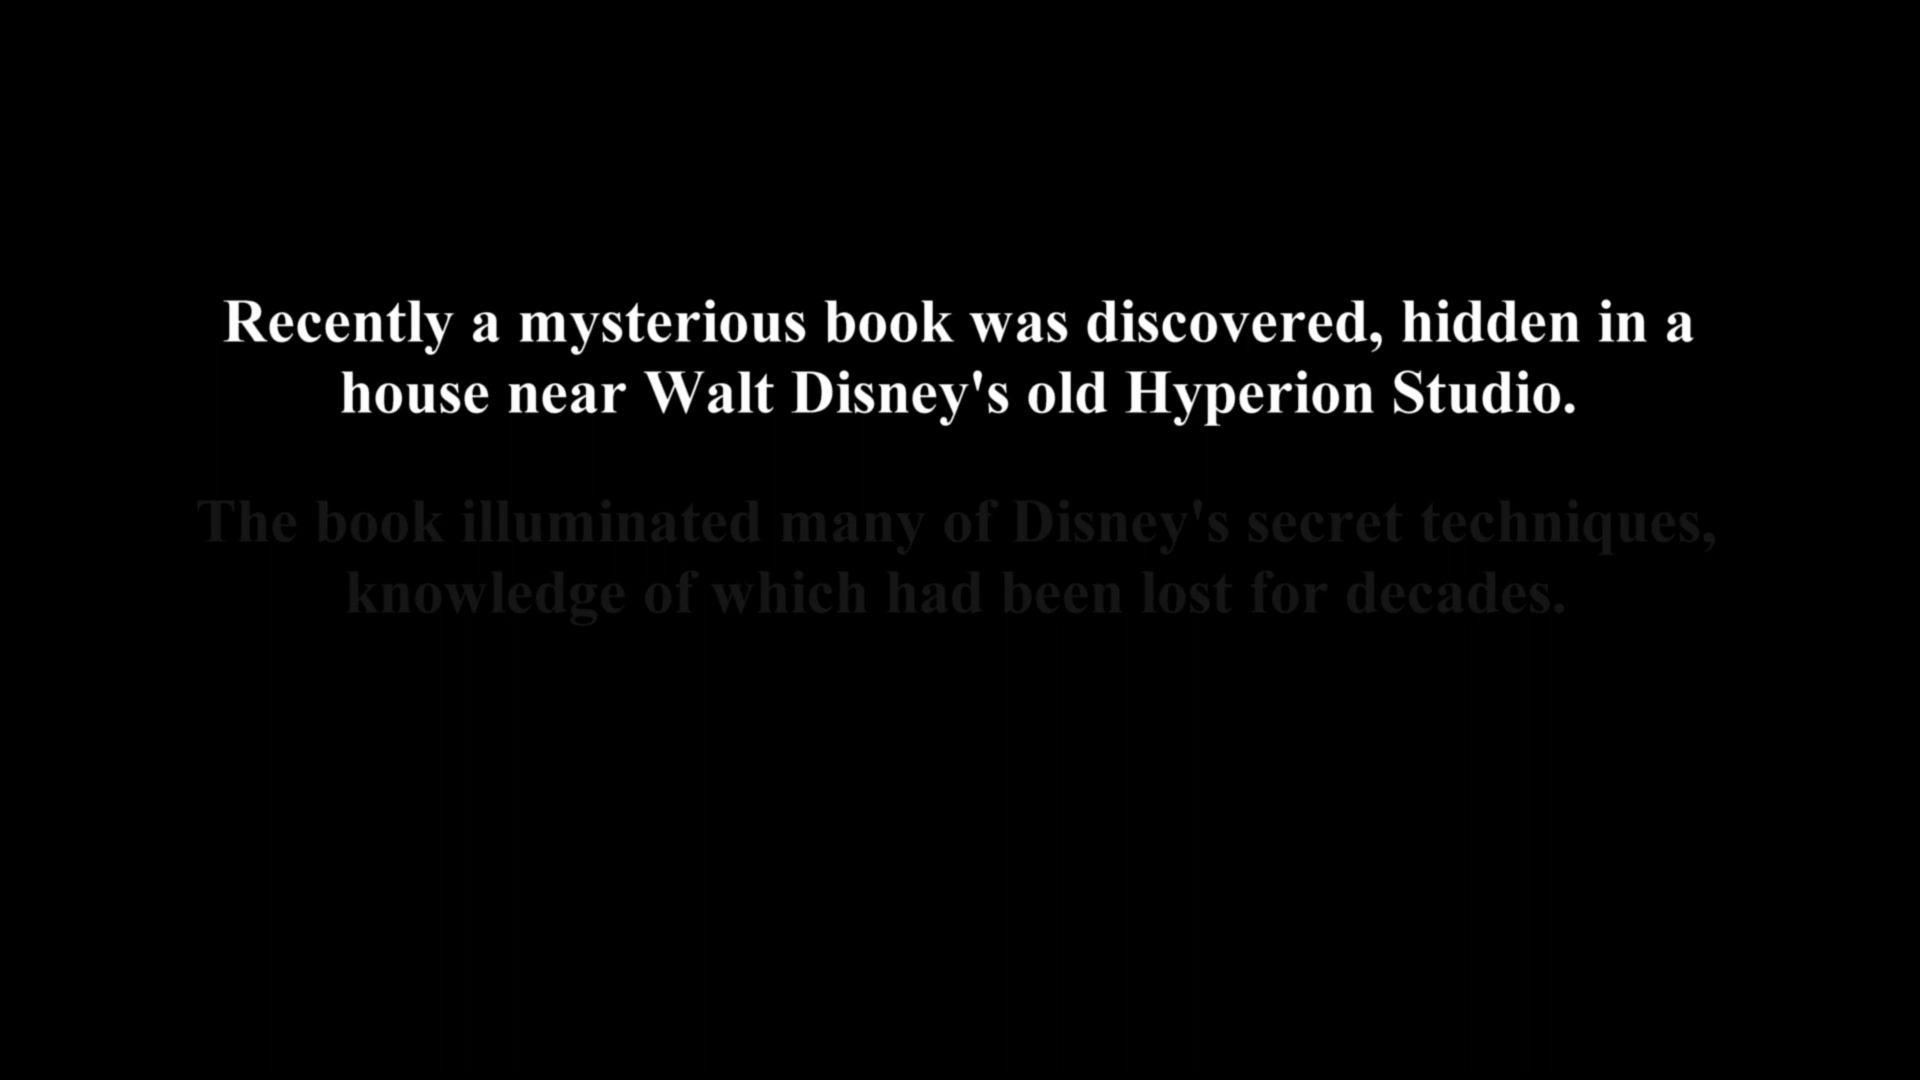 Recently a mysterious book was discovered, hidden in a
house near Walt Disney's old Hyperion Studio.
The book illuminated many of Disney's secret techniques,
knowledge of which had been lost for decades.